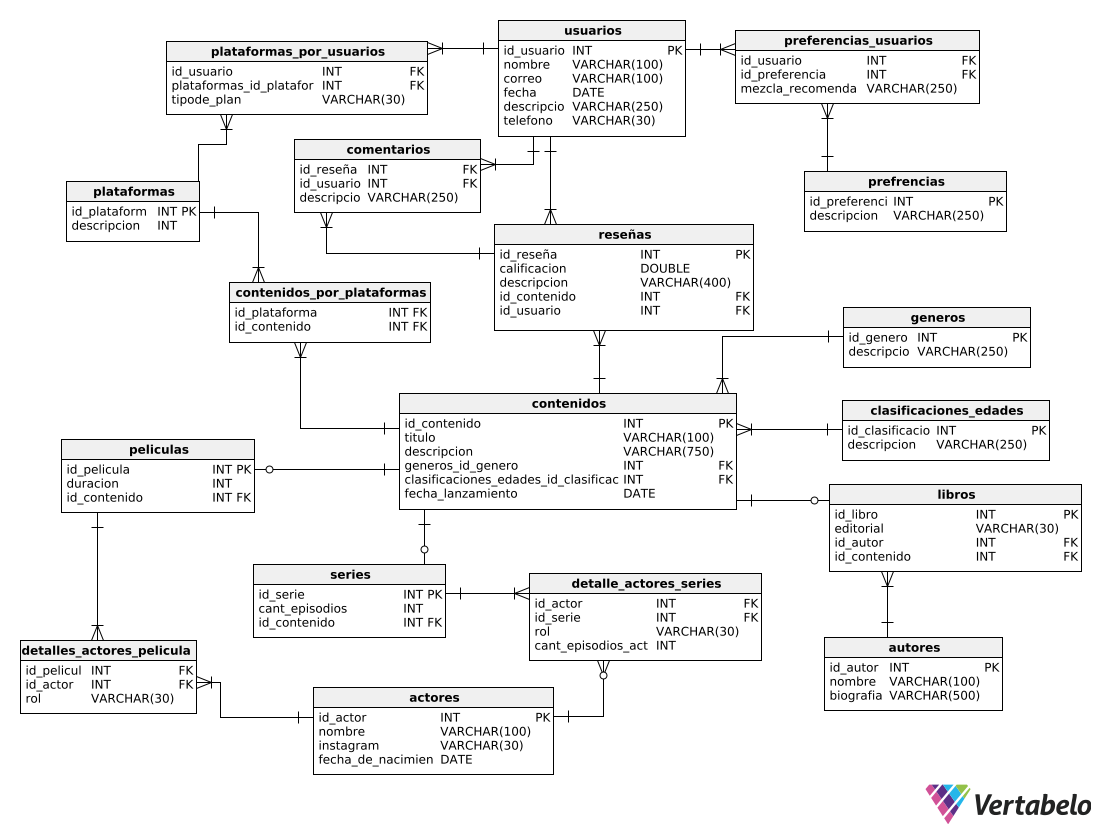 usuarios
id_usuario INT PK
nombre VARCHAR(100)
correo VARCHAR(100)
fecha DATE
descripcio VARCHAR(250)
telefono VARCHAR(30)
plataformas_por_usuarios
id_usuario INT FK
plataformas_id_platafor INT FK
tipode_plan VARCHAR(30)
preferencias_usuarios
id_usuario INT FK
id_preferencia INT FK
mezcla_recomenda VARCHAR(250)
comentarios
id_reseña INT FK
id_usuario INT FK
descripcio VARCHAR(250)
plataformas
id_plataform INT PK
descripcion INT
prefrencias
id_preferenci INT PK
descripcion VARCHAR(250)
reseñas
id_reseña INT PK
calificacion DOUBLE
descripcion VARCHAR(400)
id_contenido INT FK
id_usuario INT FK
contenidos_por_plataformas
id_plataforma INT FK
id_contenido INT FK
generos
id_genero INT PK
descripcio VARCHAR(250)
contenidos
id_contenido INT PK
titulo VARCHAR(100)
descripcion VARCHAR(750)
generos_id_genero INT FK
clasificaciones_edades_id_clasificac INT FK
fecha_lanzamiento DATE
clasificaciones_edades
id_clasificacio INT PK
descripcion VARCHAR(250)
peliculas
id_pelicula INT PK
duracion INT
id_contenido INT FK
libros
id_libro INT PK
editorial VARCHAR(30)
id_autor INT FK
id_contenido INT FK
series
id_serie INT PK
cant_episodios INT
id_contenido INT FK
detalle_actores_series
id_actor INT FK
id_serie INT FK
rol VARCHAR(30)
cant_episodios_act INT
detalles_actores_pelicula
id_pelicul INT FK
id_actor INT FK
rol VARCHAR(30)
autores
id_autor INT PK
nombre VARCHAR(100)
biografia VARCHAR(500)
actores
id_actor INT PK
nombre VARCHAR(100)
instagram VARCHAR(30)
fecha_de_nacimien DATE
Vertabelo